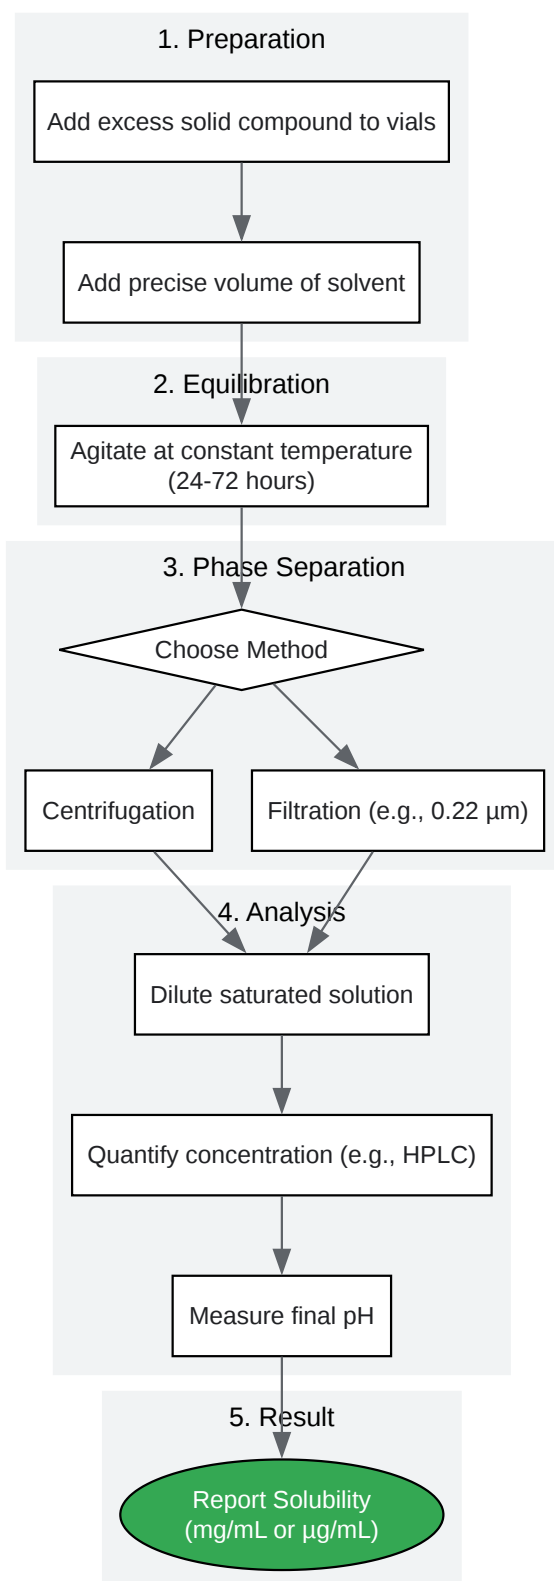 1. Preparation
Add excess solid compound to vials
Add precise volume of solvent
2. Equilibration
Agitate at constant temperature
(24-72 hours)
3. Phase Separation
Choose Method
Centrifugation
Filtration (e.g., 0.22 µm)
4. Analysis
Dilute saturated solution
Quantify concentration (e.g., HPLC)
Measure final pH
5. Result
Report Solubility
(mg/mL or µg/mL)